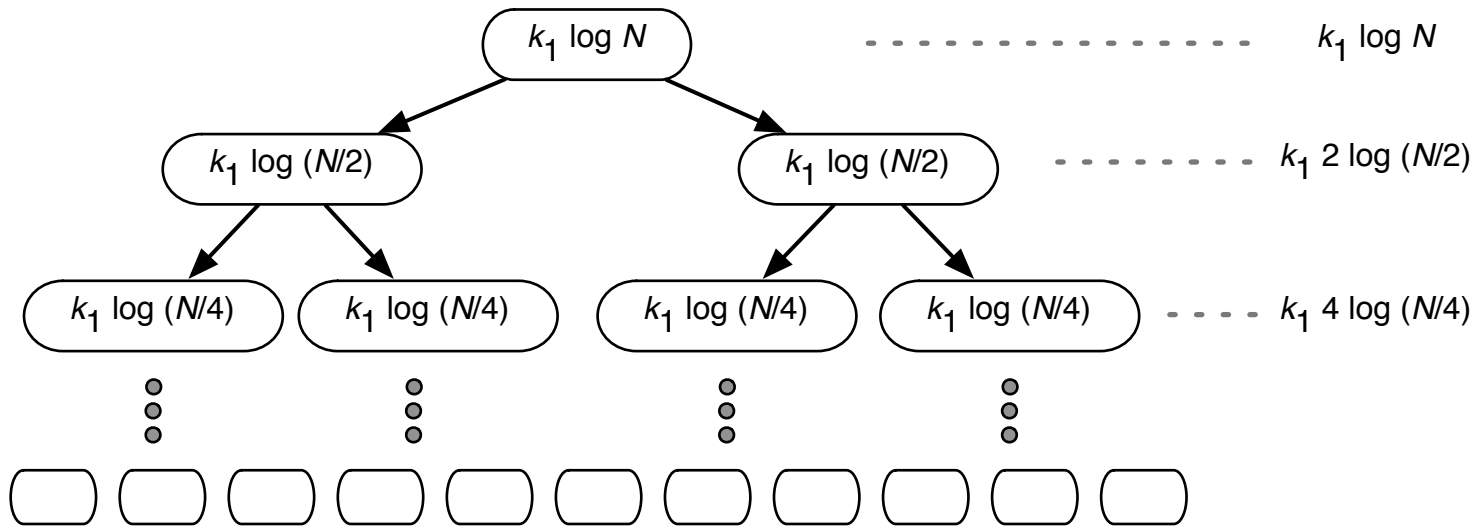 k₁ log N k₁ log N
k₁ log (N/2) k₁ log (N/2) k₁ 2 log (N/2)
k₁ log (N/4) k₁ log (N/4) k₁ log (N/4) k₁ log (N/4) k₁ 4 log (N/4)